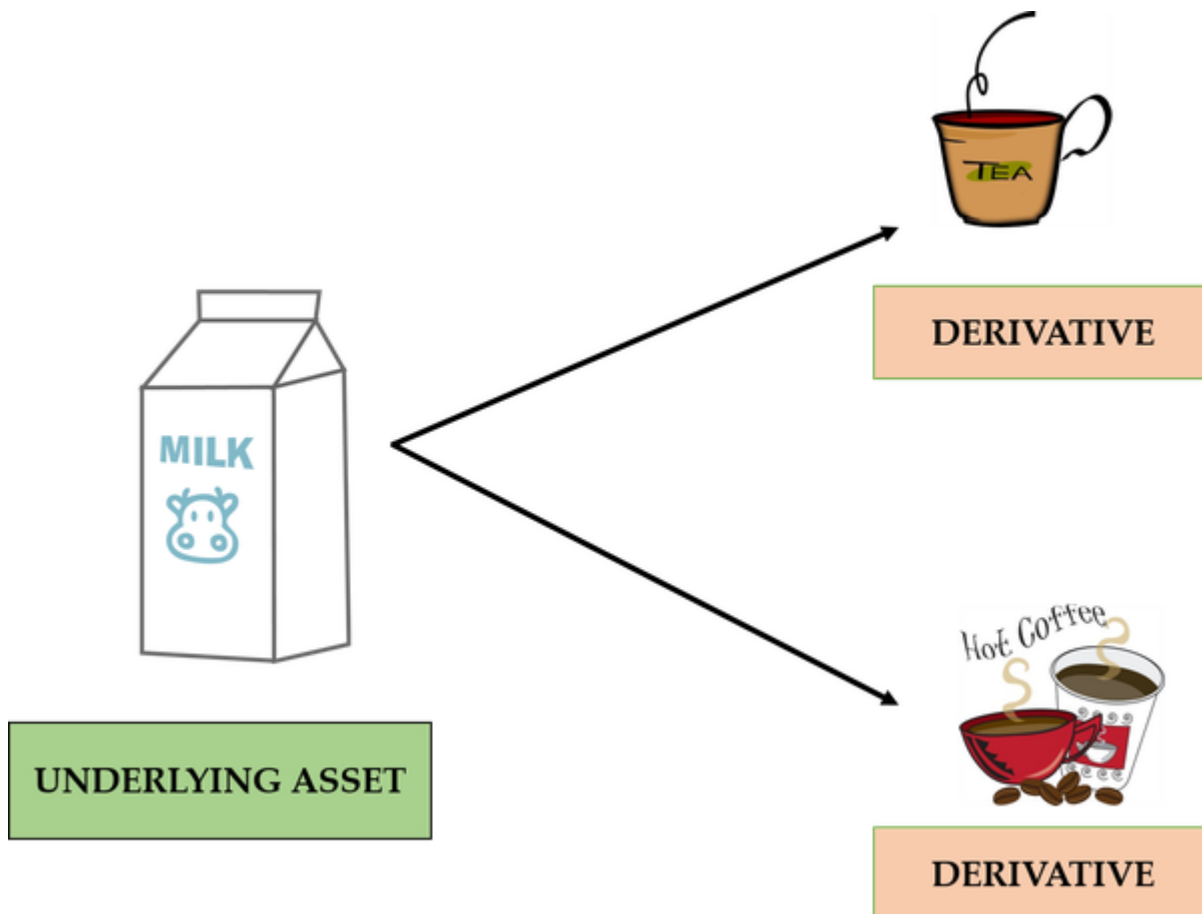 TEA
DERIVATIVE
MILK
UNDERLYING ASSET
Hot Coffee
DERIVATIVE